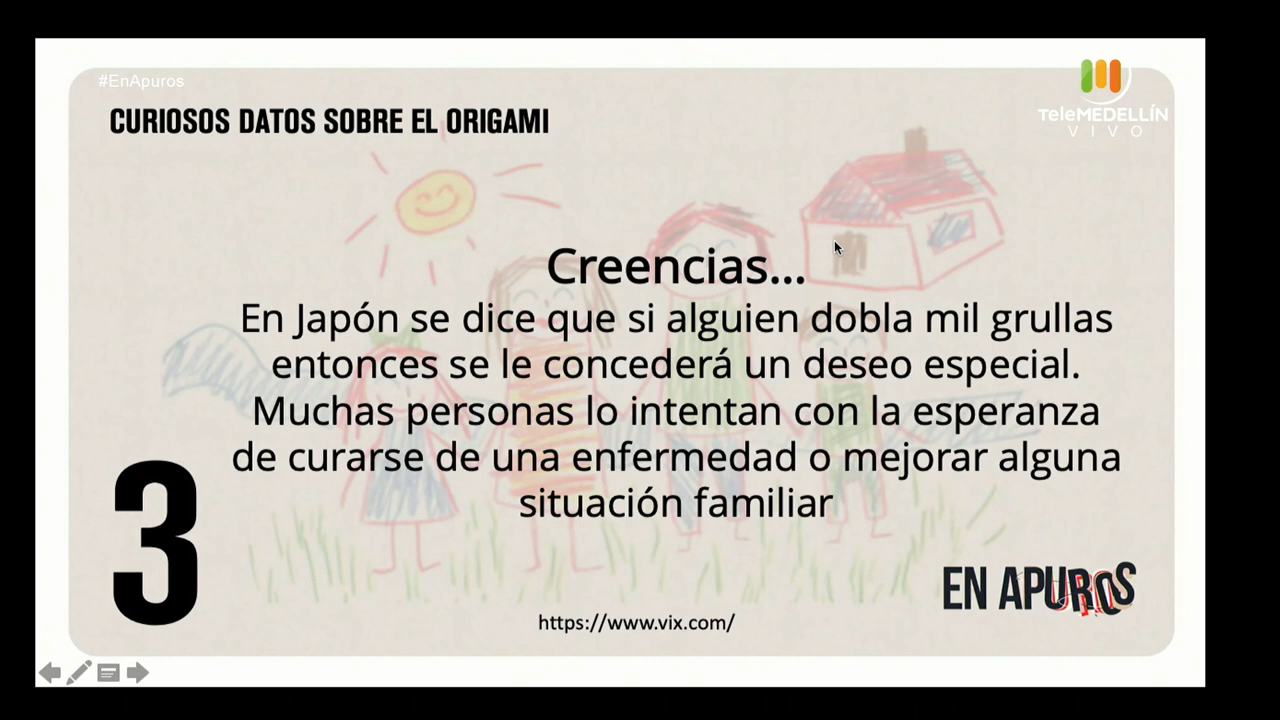 #EnApuros
CURIOSOS DATOS SOBRE EL ORIGAMI
TeleMEDELLÍN
VIVO
Creencias...
En Japón se dice que si alguien dobla mil grullas
entonces se le concederá un deseo especial.
Muchas personas lo intentan con la esperanza
de curarse de una enfermedad o mejorar alguna
situación familiar
3
EN APUROS
https://www.vix.com/